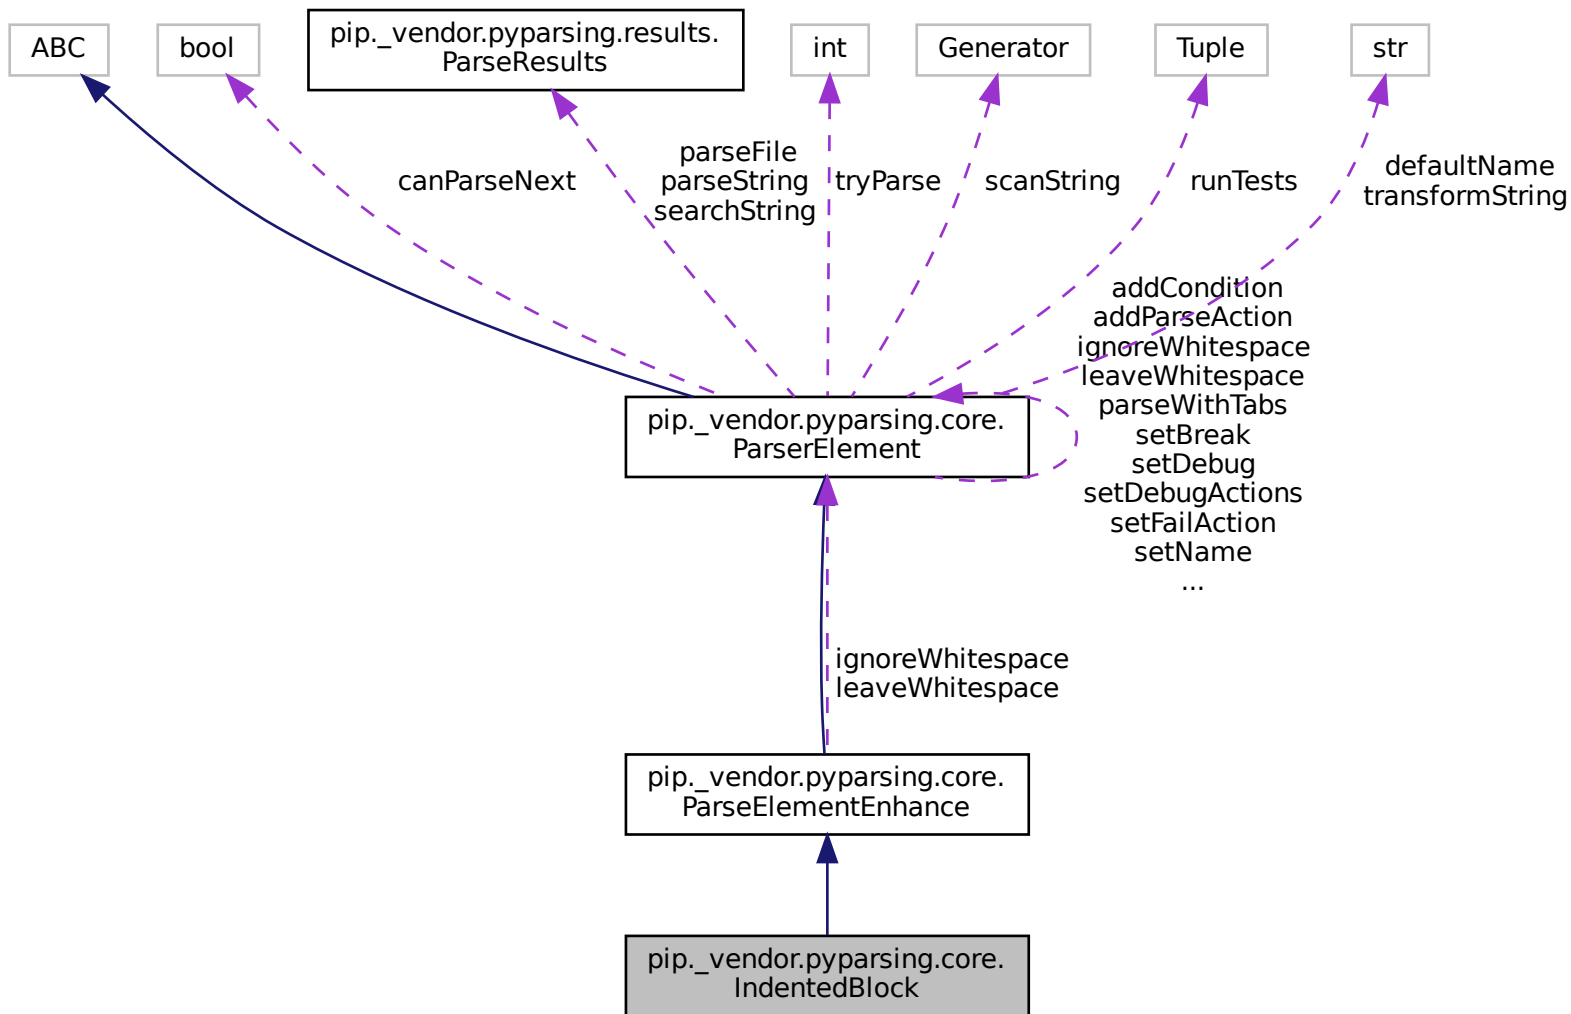 ABC
bool
pip._vendor.pyparsing.results.
ParseResults
int
Generator
Tuple
str
canParseNext
parseFile
parseString
searchString
tryParse
scanString
runTests
defaultName
transformString
addCondition
addParseAction
ignoreWhitespace
leaveWhitespace
parseWithTabs
setBreak
setDebug
setDebugActions
setFailAction
setName
...
pip._vendor.pyparsing.core.
ParserElement
ignoreWhitespace
leaveWhitespace
pip._vendor.pyparsing.core.
ParseElementEnhance
pip._vendor.pyparsing.core.
IndentedBlock